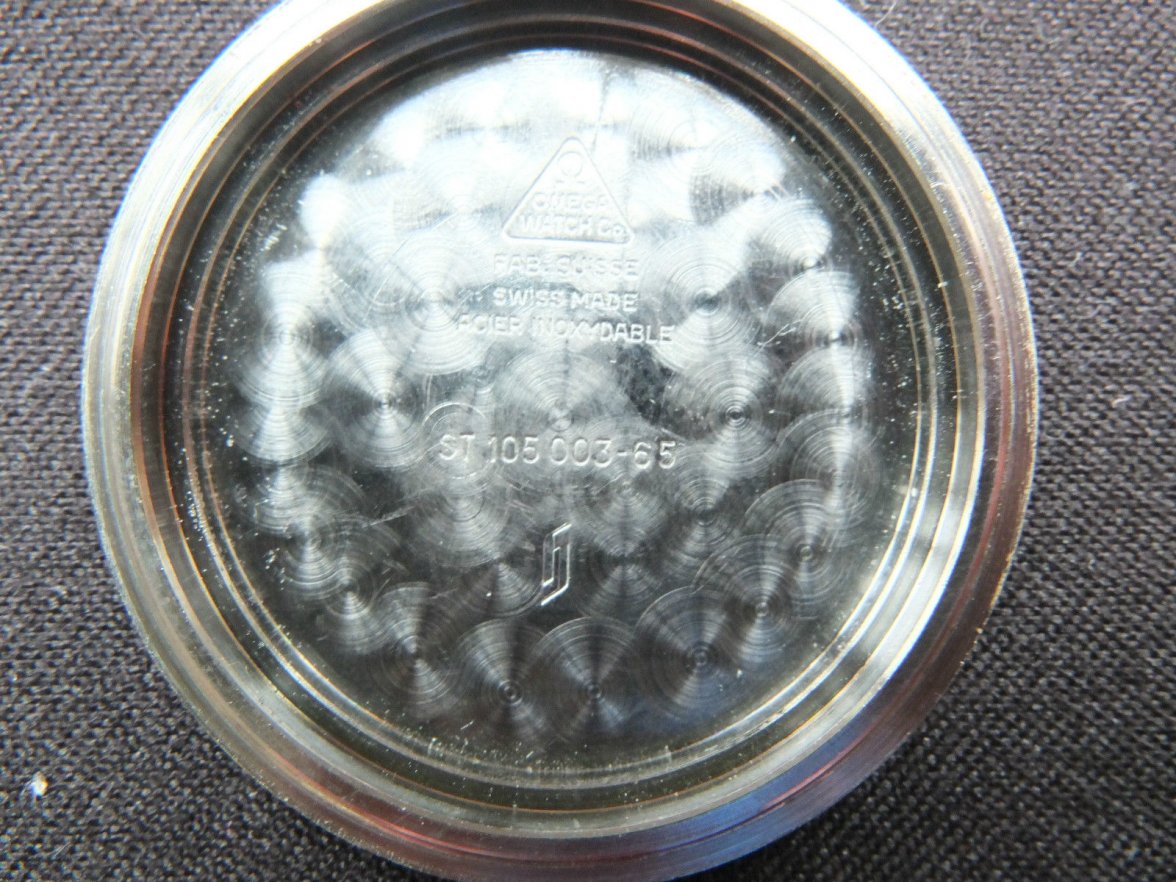 Ω
OMEGA
WATCH Co
FAB. SUISSE
SWISS MADE
ACIER INOXYDABLE
ST 105 003-65